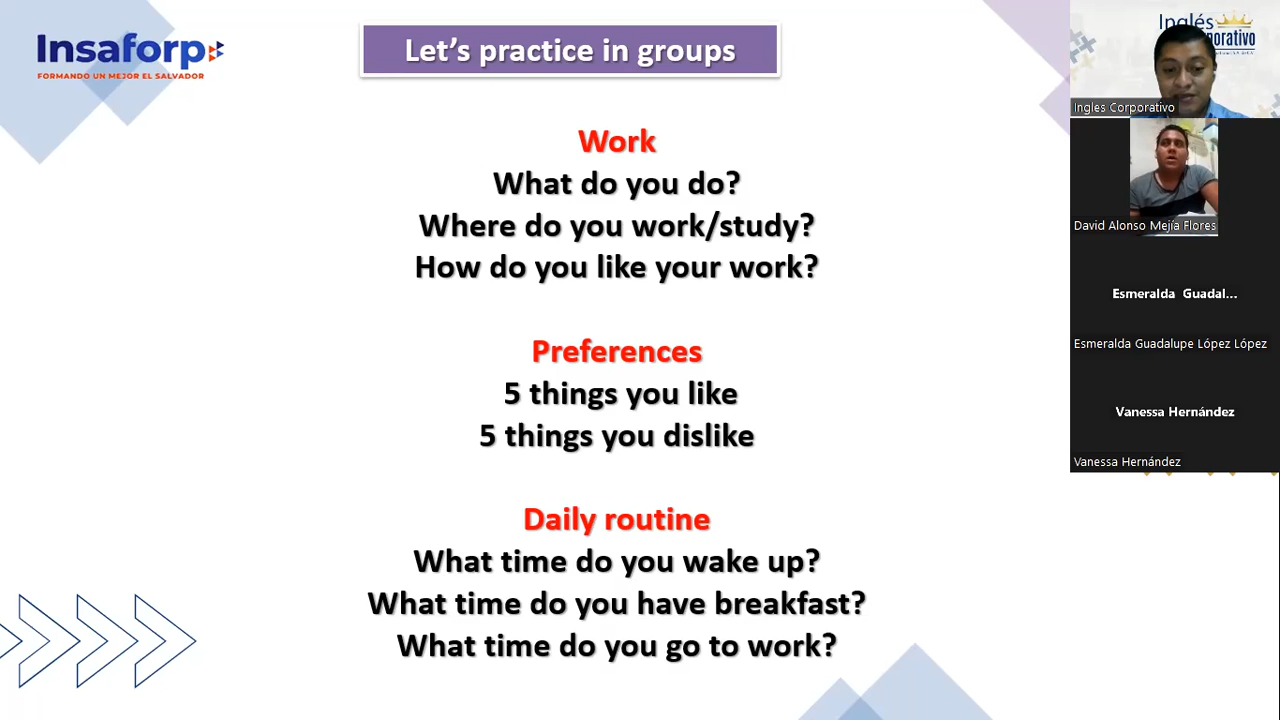 Insaforp
FORMANDO UN MEJOR EL SALVADOR
Let's practice in groups
Work
What do you do?
Where do you work/study?
How do you like your work?
Preferences
5 things you like
5 things you dislike
Daily routine
What time do you wake up?
What time do you have breakfast?
What time do you go to work?
Inglés
Ingles Corporativo
David Alonso Mejía Flores
Esmeralda Guadal...
Esmeralda Guadalupe López López
Vanessa Hernández
Vanessa Hernández